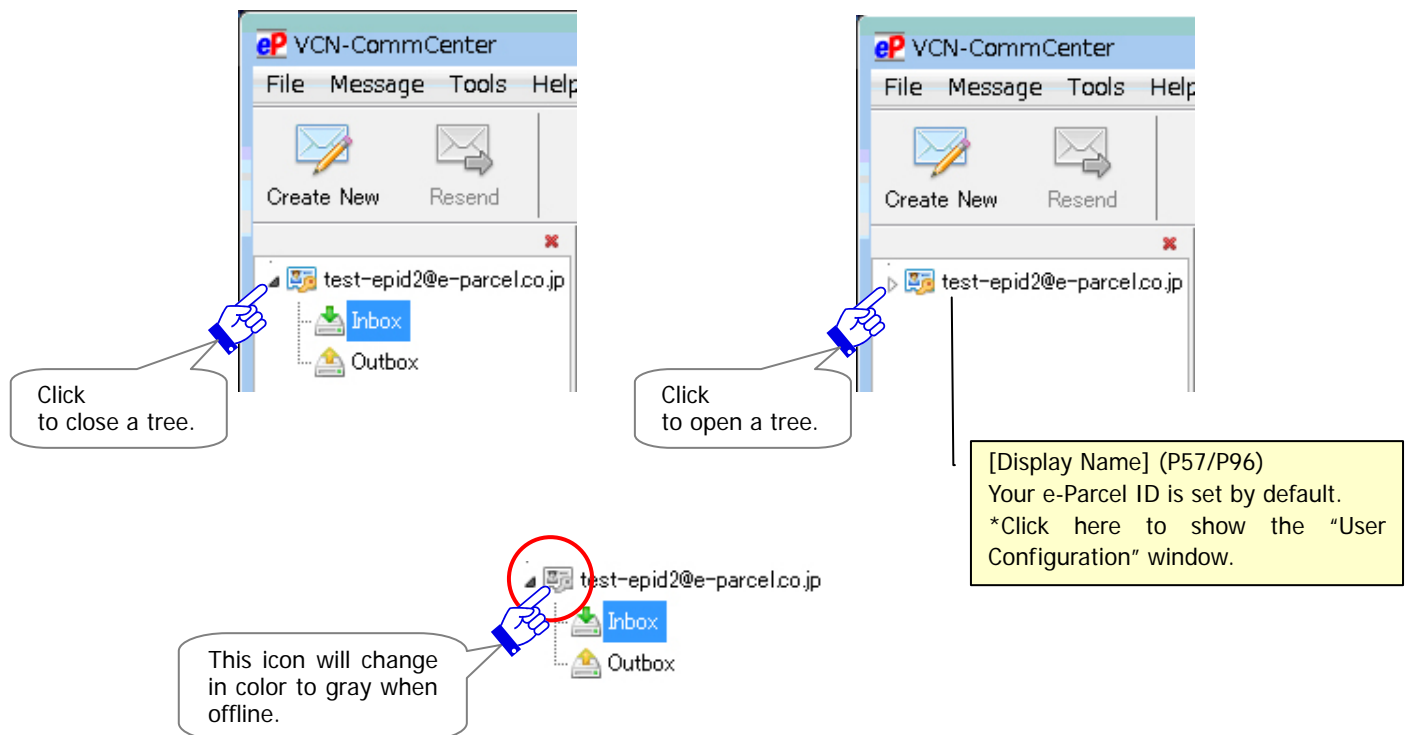 eP VCN-CommCenter
File Message Tools Help
Create New Resend
test-epid2@e-parcel.co.jp
Inbox
Outbox
Click
to close a tree.
eP VCN-CommCenter
File Message Tools Help
Create New Resend
test-epid2@e-parcel.co.jp
Click
to open a tree.
[Display Name] (P57/P96)
Your e-Parcel ID is set by default.
*Click here to show the “User
Configuration” window.
test-epid2@e-parcel.co.jp
Inbox
Outbox
This icon will change
in color to gray when
offline.